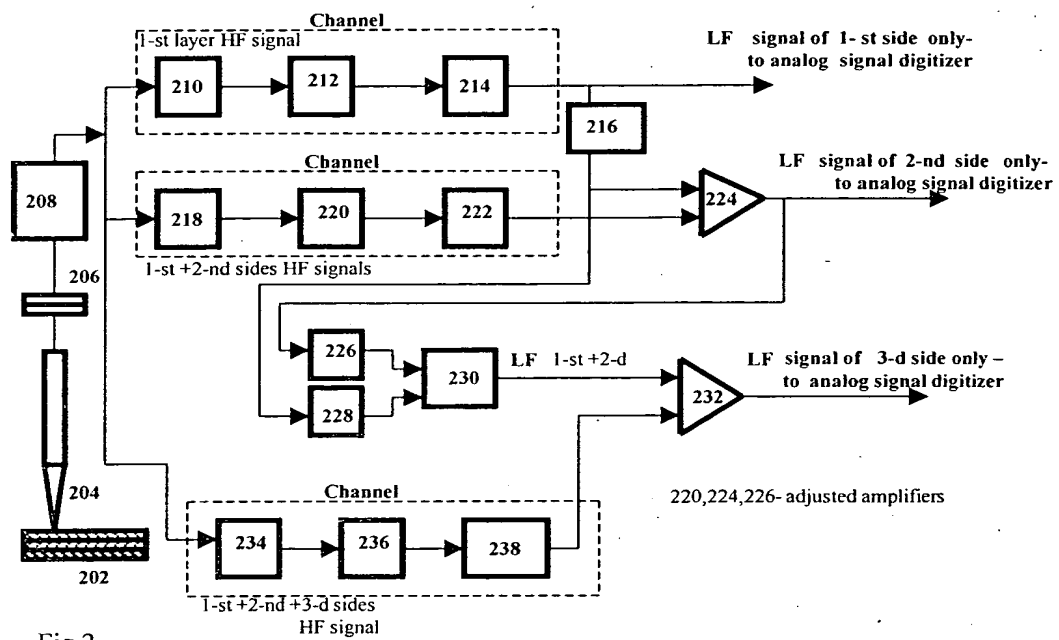 Channel
1-st layer HF signal
LF signal of 1- st side only-
to analog signal digitizer
210
212
214
216
Channel
LF signal of 2-nd side only-
to analog signal digitizer
208
218
220
222
224
1-st +2-nd sides HF signals
206
226
228
230
LF 1-st +2-d
232
LF signal of 3-d side only –
to analog signal digitizer
204
202
Channel
220,224,226- adjusted amplifiers
234
236
238
1-st +2-nd +3-d sides
HF signal